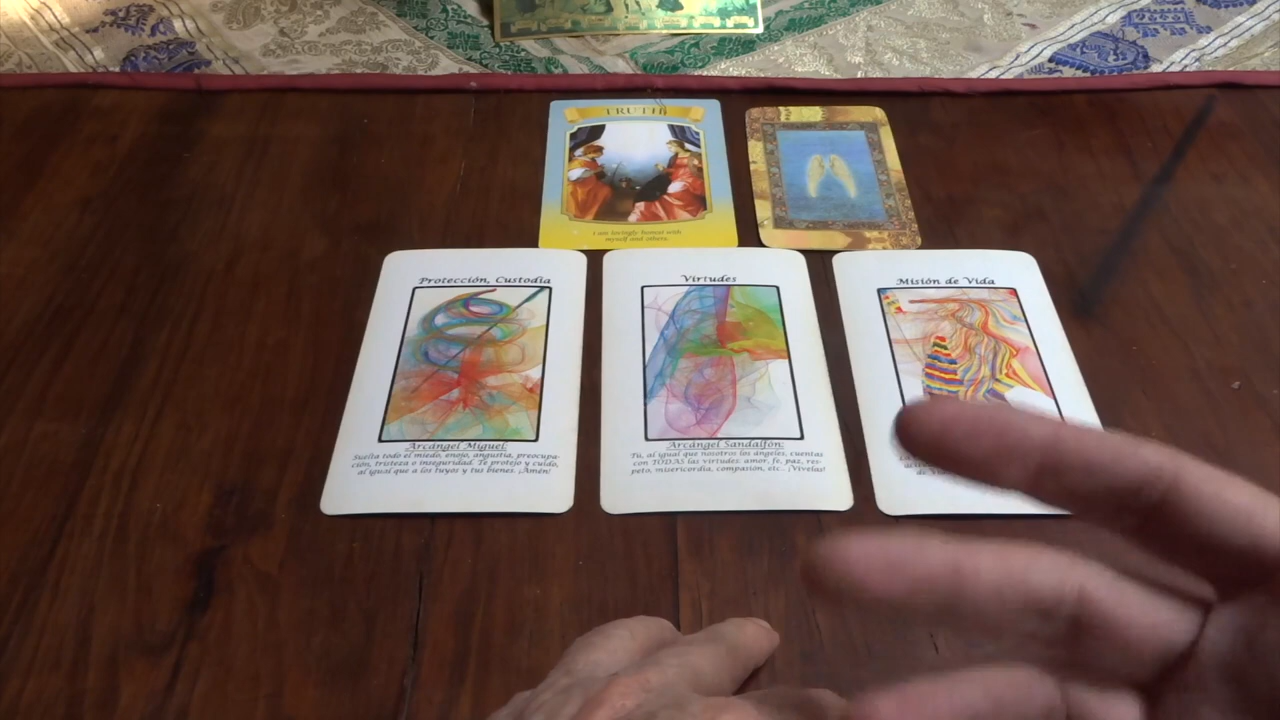 TRUTH
I am lovingly honest with
myself and others.
Protección, Custodia
Arcángel Miguel:
Suelta todo el miedo, enojo, angustia, preocupa-
ción, tristeza o inseguridad. Te protejo y cuido,
al igual que a los tuyos y tus bienes. ¡Amén!
Virtudes
Arcángel Sandalfón:
Tú, al igual que nosotros los ángeles, cuentas
con TODAS las virtudes: amor, fe, paz, res-
peto, misericordia, compasión, etc. ¡Vívelas!
Misión de Vida